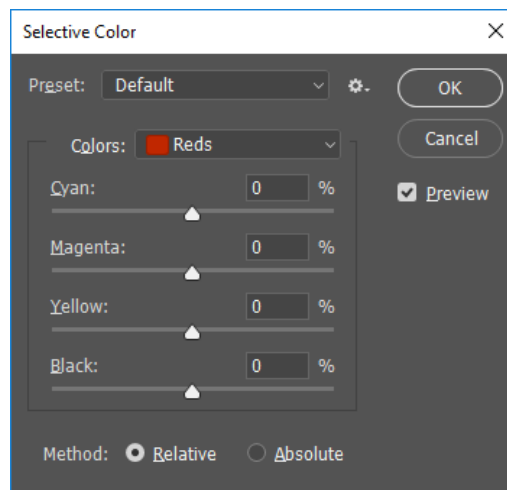 Selective Color
Preset: Default
OK
Colors: Reds
Cancel
Cyan: 0 %
Preview
Magenta: 0 %
Yellow: 0 %
Black: 0 %
Method: Relative Absolute